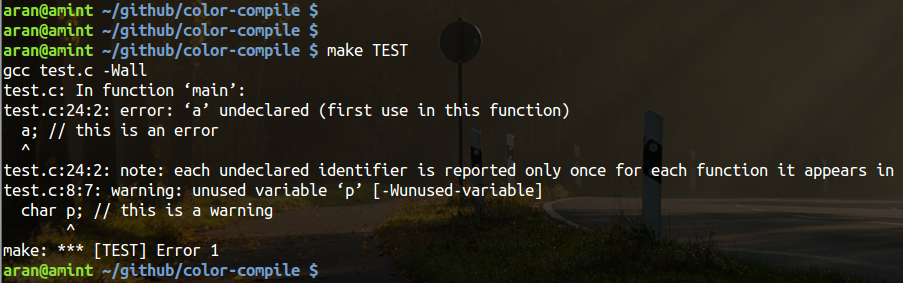 aran@amint ~/github/color-compile $
aran@amint ~/github/color-compile $
aran@amint ~/github/color-compile $ make TEST
gcc test.c -Wall
test.c: In function ‘main’:
test.c:24:2: error: ‘a’ undeclared (first use in this function)
  a; // this is an error
  ^
test.c:24:2: note: each undeclared identifier is reported only once for each function it appears in
test.c:8:7: warning: unused variable ‘p’ [-Wunused-variable]
  char p; // this is a warning
       ^
make: *** [TEST] Error 1
aran@amint ~/github/color-compile $